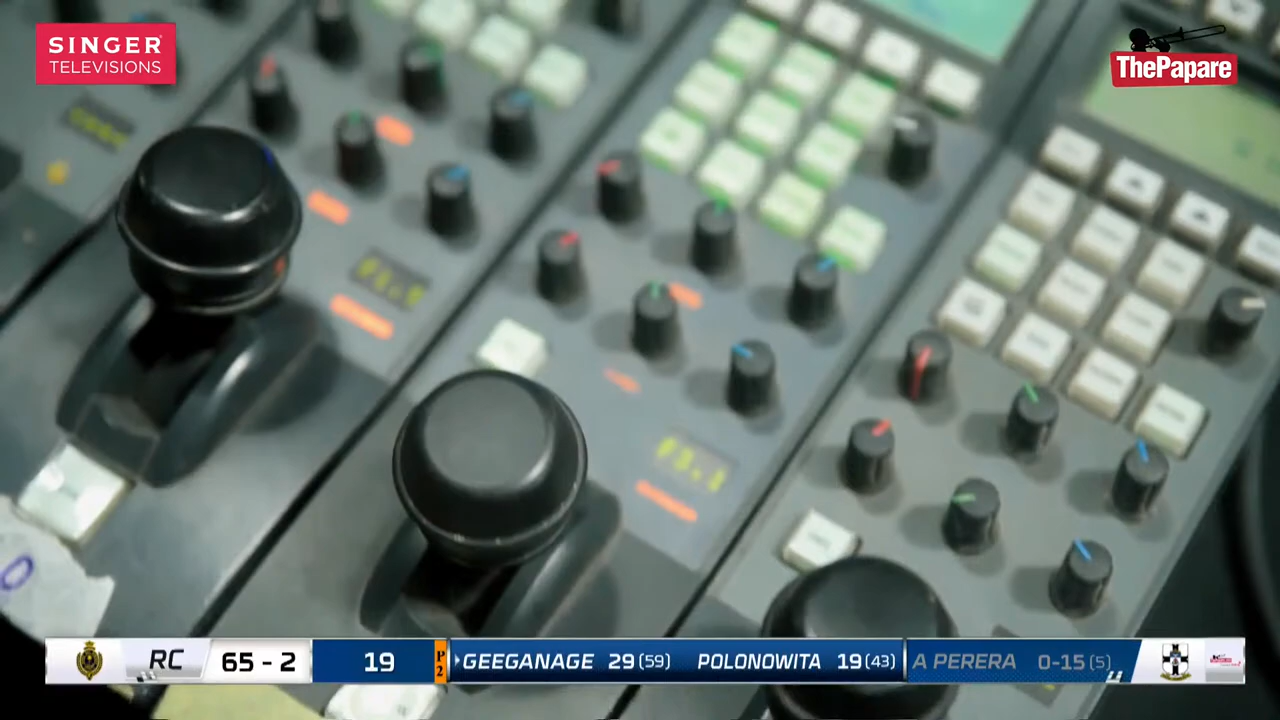 SINGER
TELEVISIONS
ThePapare
RC 65 - 2 19 P2 GEEGANAGE 29 (59) POLONOWITA 19 (43) A PERERA 0-15 (5)